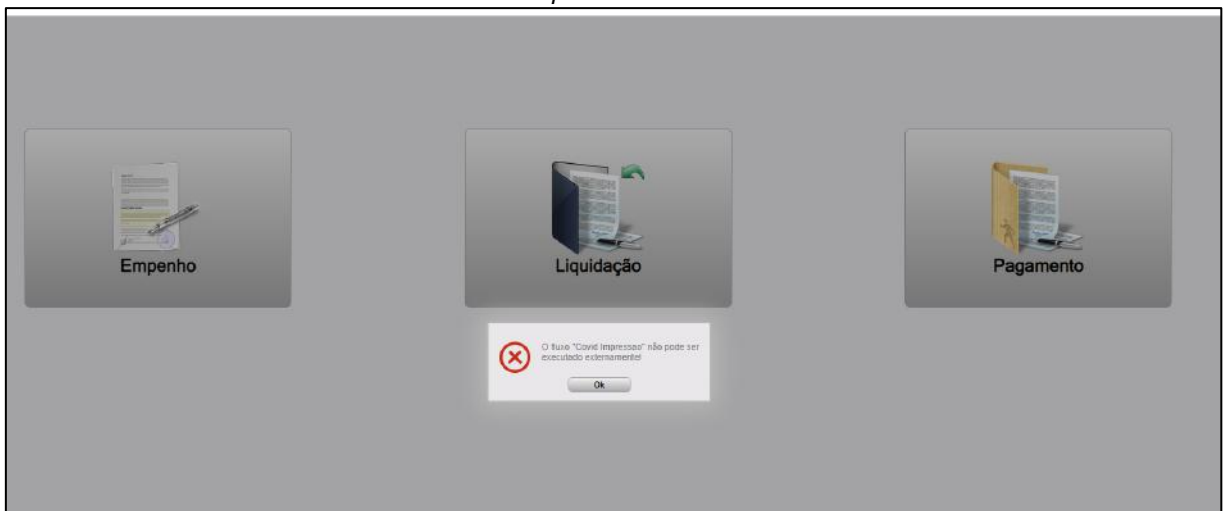 Empenho
Liquidação
Pagamento
O fluxo "Covid Impressao" não pode ser
executado externamente!
Ok